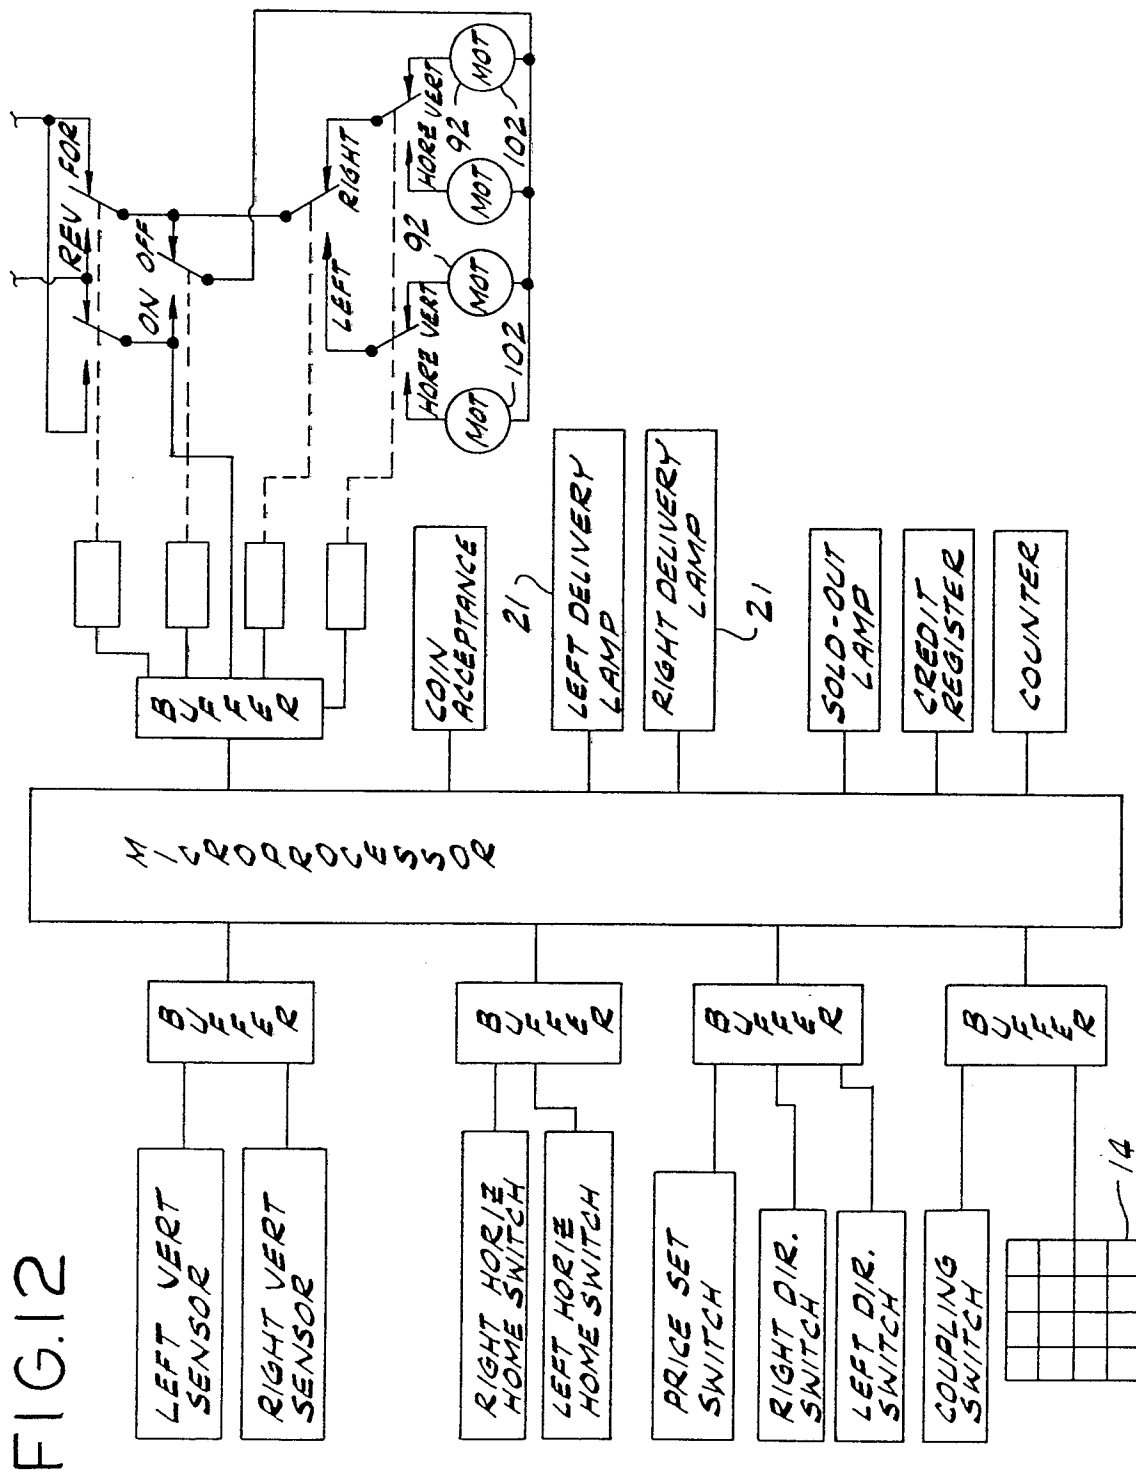 FIG.12
LEFT VERT
SENSOR
RIGHT VERT
SENSOR
RIGHT HORIZ
HOME SWITCH
LEFT HORIZ
HOME SWITCH
PRICE SET
SWITCH
RIGHT DIR.
SWITCH
LEFT DIR.
SWITCH
COUPLING
SWITCH
14
BUFFER
BUFFER
BUFFER
BUFFER
MICROPROCESSOR
BUFFER
COIN
ACCEPTANCE
21
LEFT DELIVERY
LAMP
RIGHT DELIVERY
LAMP
21
SOLD-OUT
LAMP
CREDIT
REGISTER
COUNTER
REV FOR
ON OFF
LEFT RIGHT
HORZ VERT
HORZ VERT
92
92
MOT
MOT
MOT
MOT
102
102